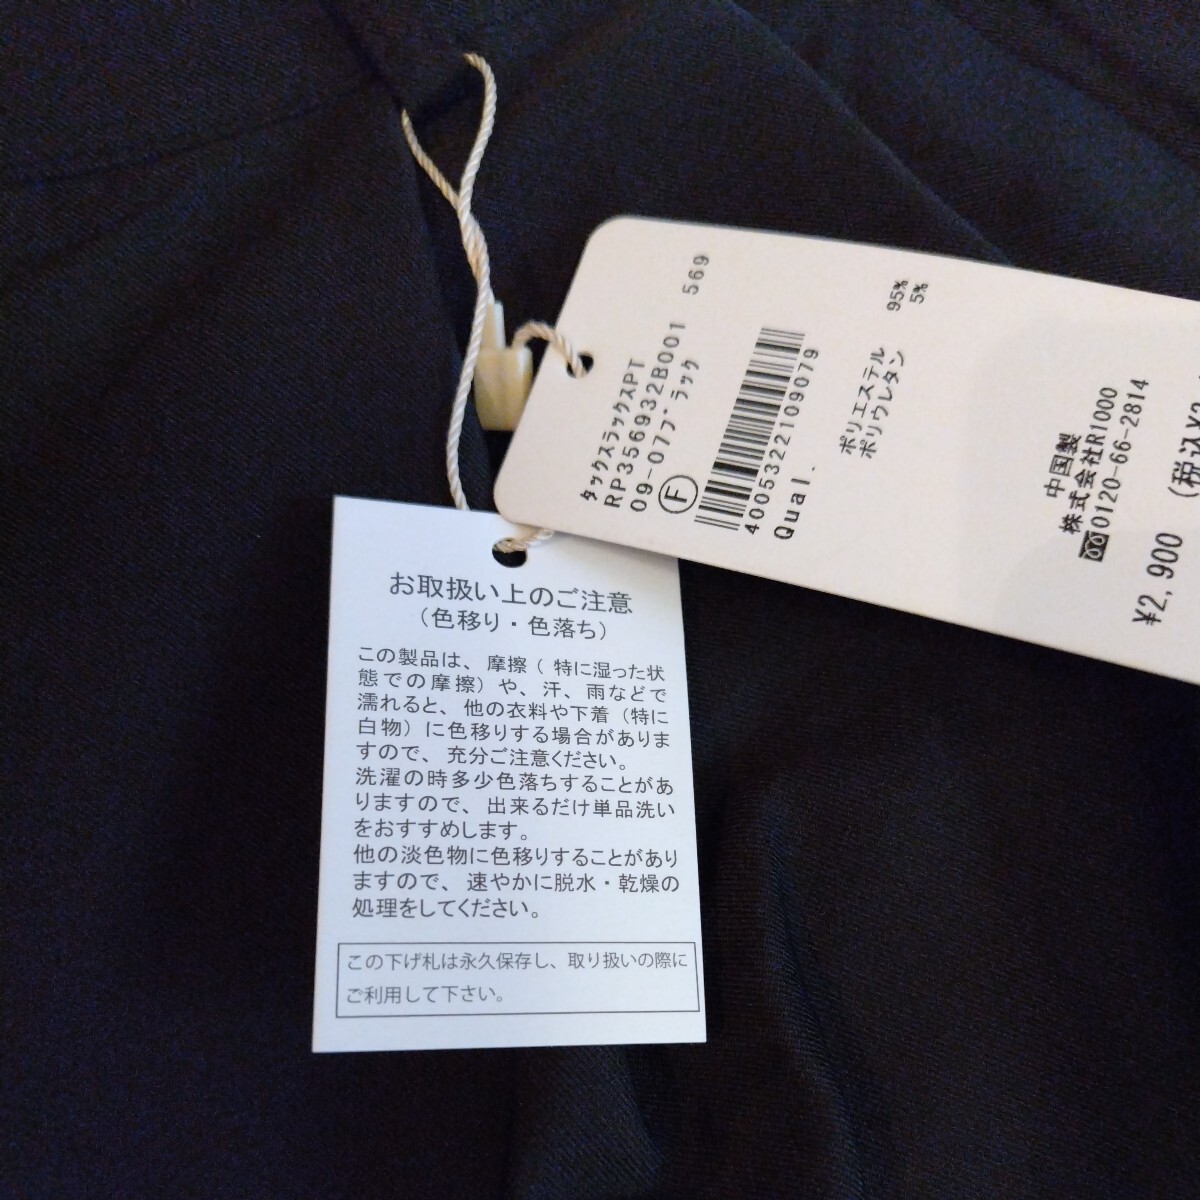 タックスラックスPT
RP356932B001 569
09-07ﾌﾞﾗｯｸ
F
4005322109079
Qual.
ポリエステル 95%
ポリウレタン 5%
中国製
株式会社R1000
0120-66-2814
¥2,900
(税込¥3
お取扱い上のご注意
（色移り・色落ち）
この製品は、摩擦（特に湿った状
態での摩擦）や、汗、雨などで
濡れると、他の衣料や下着（特に
白物）に色移りする場合がありま
すので、充分ご注意ください。
洗濯の時多少色落ちすることがあ
りますので、出来るだけ単品洗い
をおすすめします。
他の淡色物に色移りすることがあり
ますので、速やかに脱水・乾燥の
処理をしてください。
この下げ札は永久保存し、取り扱いの際に
ご利用して下さい。